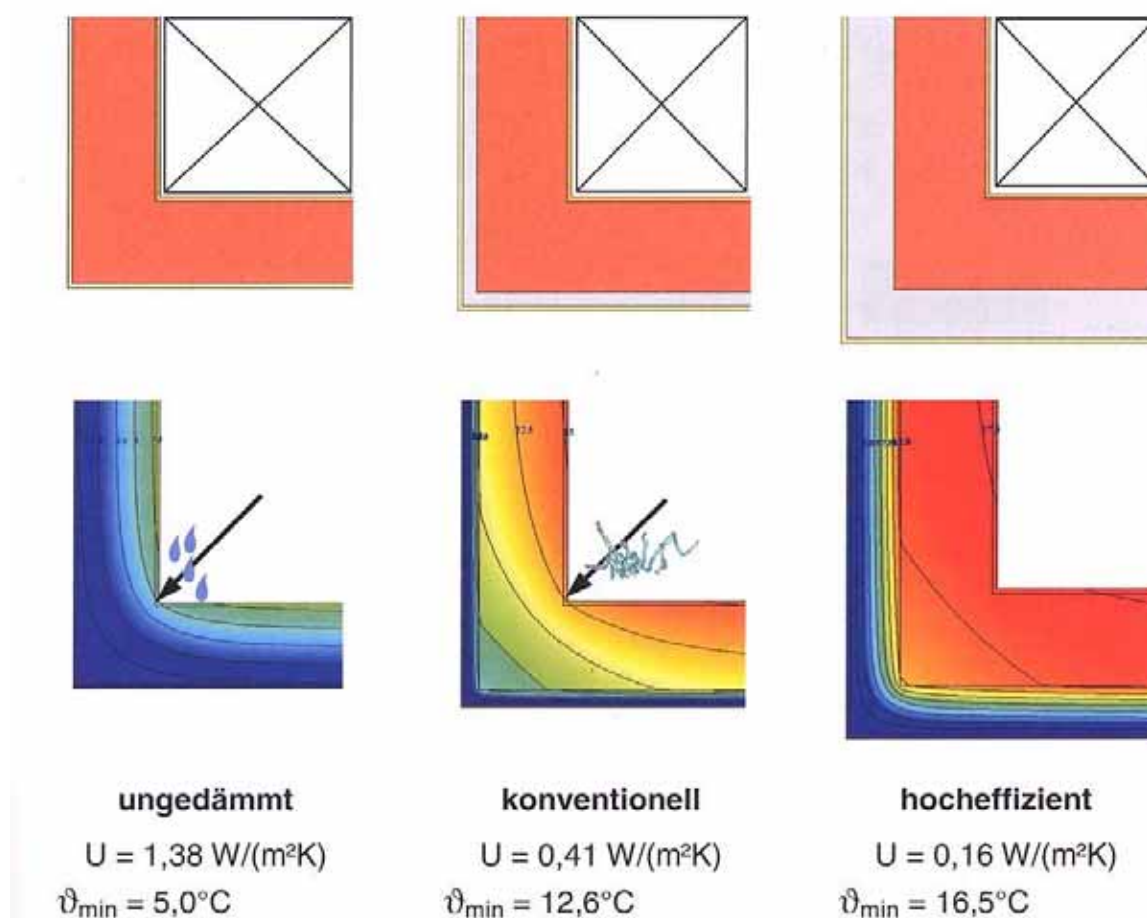 ungedämmt
konventionell
hocheffizient
U = 1,38 W/(m²K)
U = 0,41 W/(m²K)
U = 0,16 W/(m²K)
ϑmin = 5,0°C
ϑmin = 12,6°C
ϑmin = 16,5°C